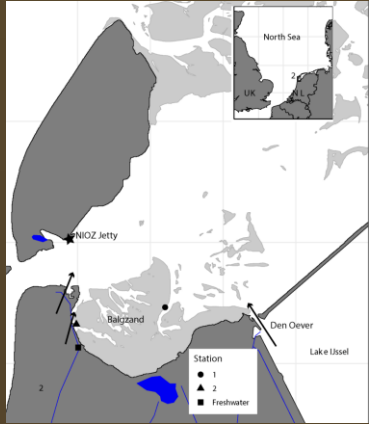 North Sea
2
UK
NL
NIOZ Jetty
Balgzand
Den Oever
Lake IJssel
Station
1
2
Freshwater
2